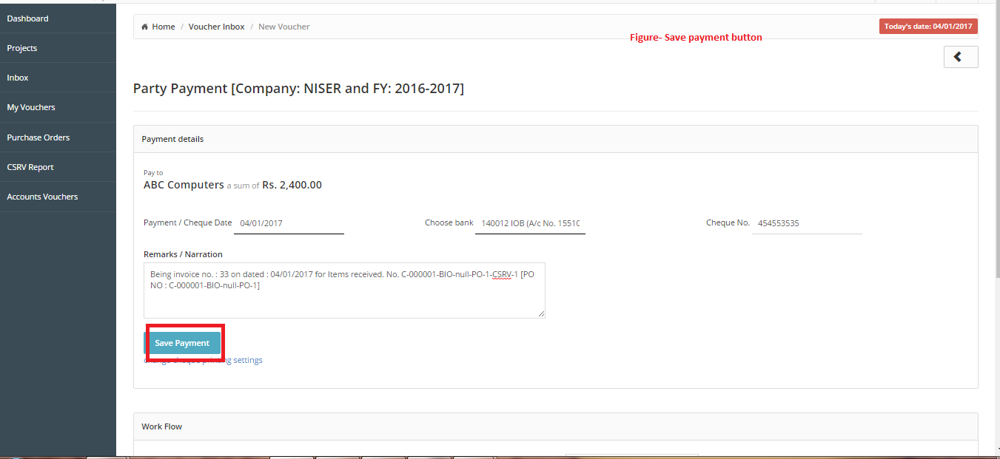 Dashboard
Projects
Inbox
My Vouchers
Purchase Orders
CSRV Report
Accounts Vouchers
Home / Voucher Inbox / New Voucher
Today's date: 04/01/2017
Figure- Save payment button
Party Payment [Company: NISER and FY: 2016-2017]
Payment details
Pay to
ABC Computers a sum of Rs. 2,400.00
Payment / Cheque Date 04/01/2017
Choose bank 140012 IOB (A/c No. 15510
Cheque No. 454553535
Remarks / Narration
Being invoice no. : 33 on dated : 04/01/2017 for Items received. No. C-000001-BIO-null-PO-1-CSRV-1 [PO
NO : C-000001-BIO-null-PO-1]
Save Payment
change cheque printing settings
Work Flow